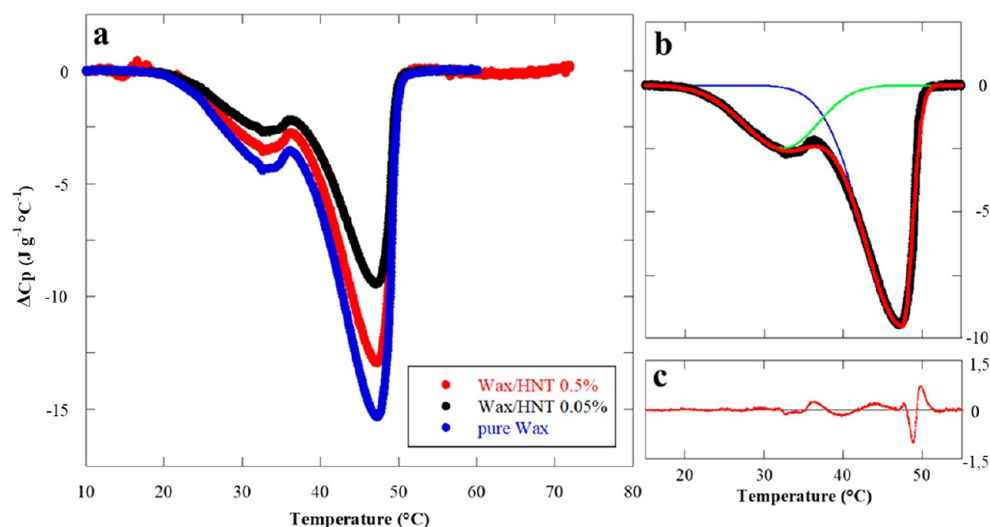 a
0
-5
-10
-15
ΔCp (J g⁻¹ °C⁻¹)
Wax/HNT 0.5%
Wax/HNT 0.05%
pure Wax
10 20 30 40 50 60 70 80
Temperature (°C)
b
0
-5
-10
c
1,5
0
-1,5
20 30 40 50
Temperature (°C)